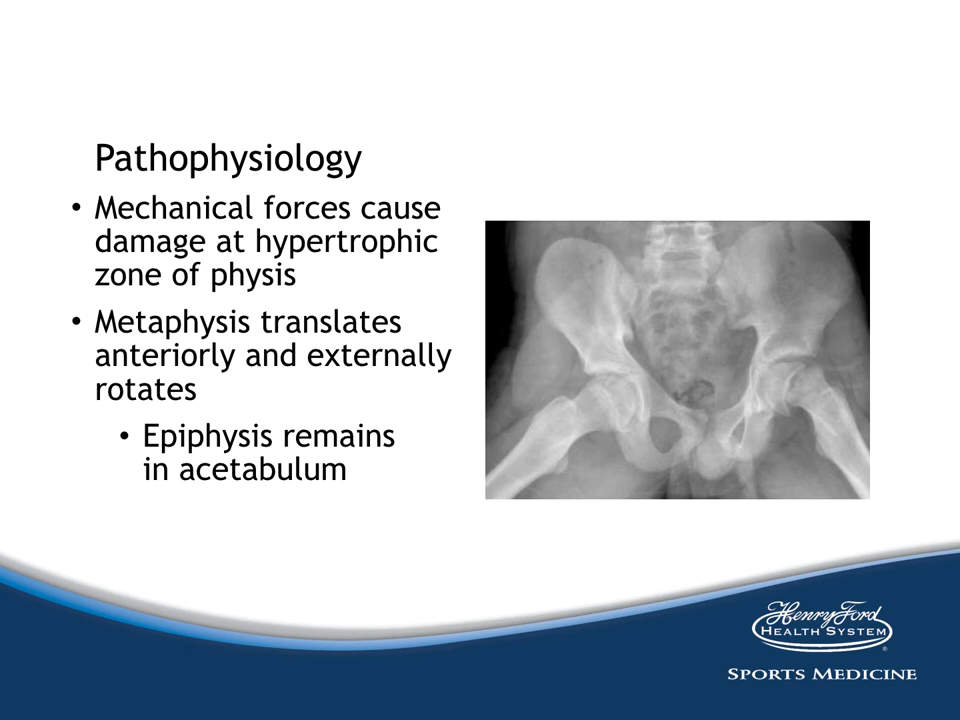 Pathophysiology
• Mechanical forces cause
damage at hypertrophic
zone of physis
• Metaphysis translates
anteriorly and externally
rotates
• Epiphysis remains
in acetabulum
Henry Ford
HEALTH SYSTEM
®
SPORTS MEDICINE